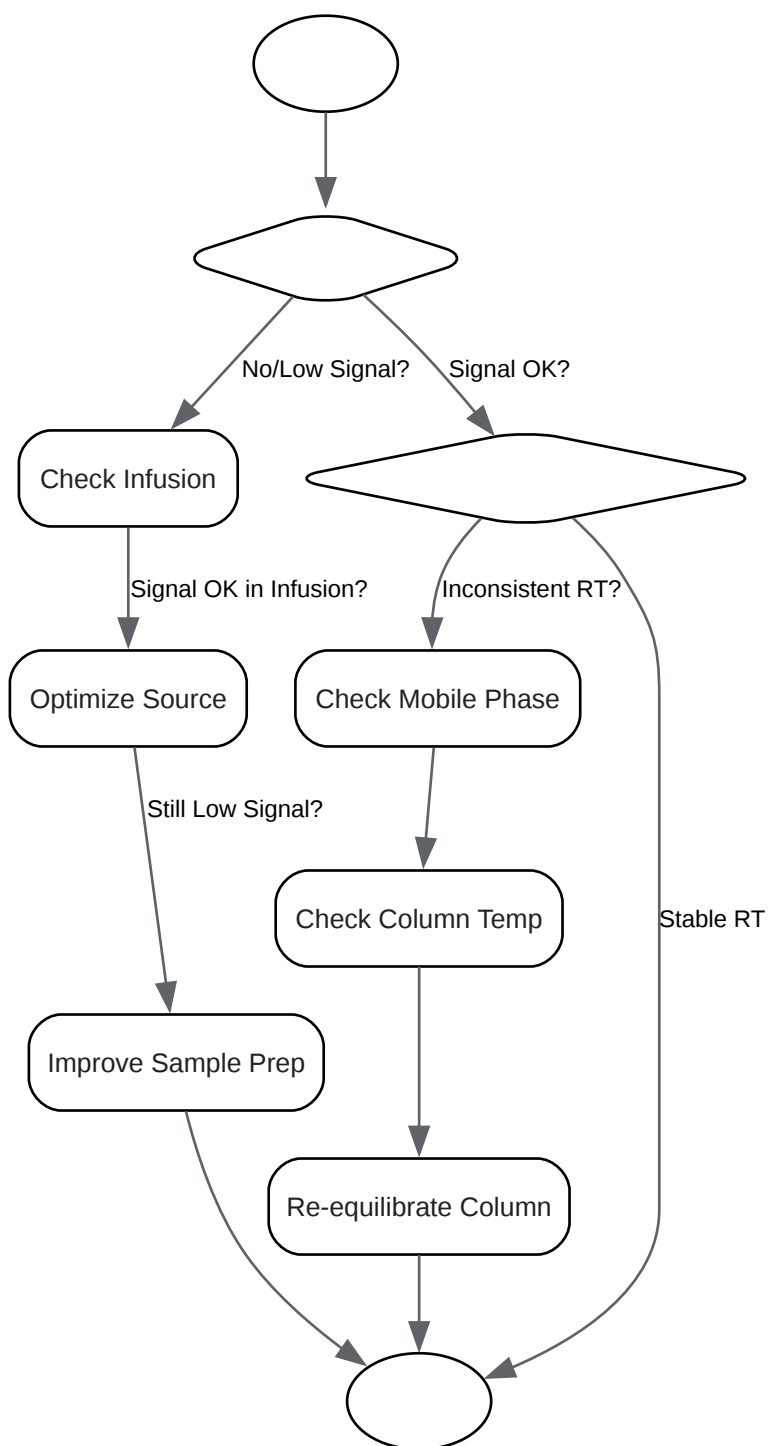 No/Low Signal?
Signal OK?
Check Infusion
Signal OK in Infusion?
Inconsistent RT?
Optimize Source
Check Mobile Phase
Still Low Signal?
Check Column Temp
Stable RT
Improve Sample Prep
Re-equilibrate Column